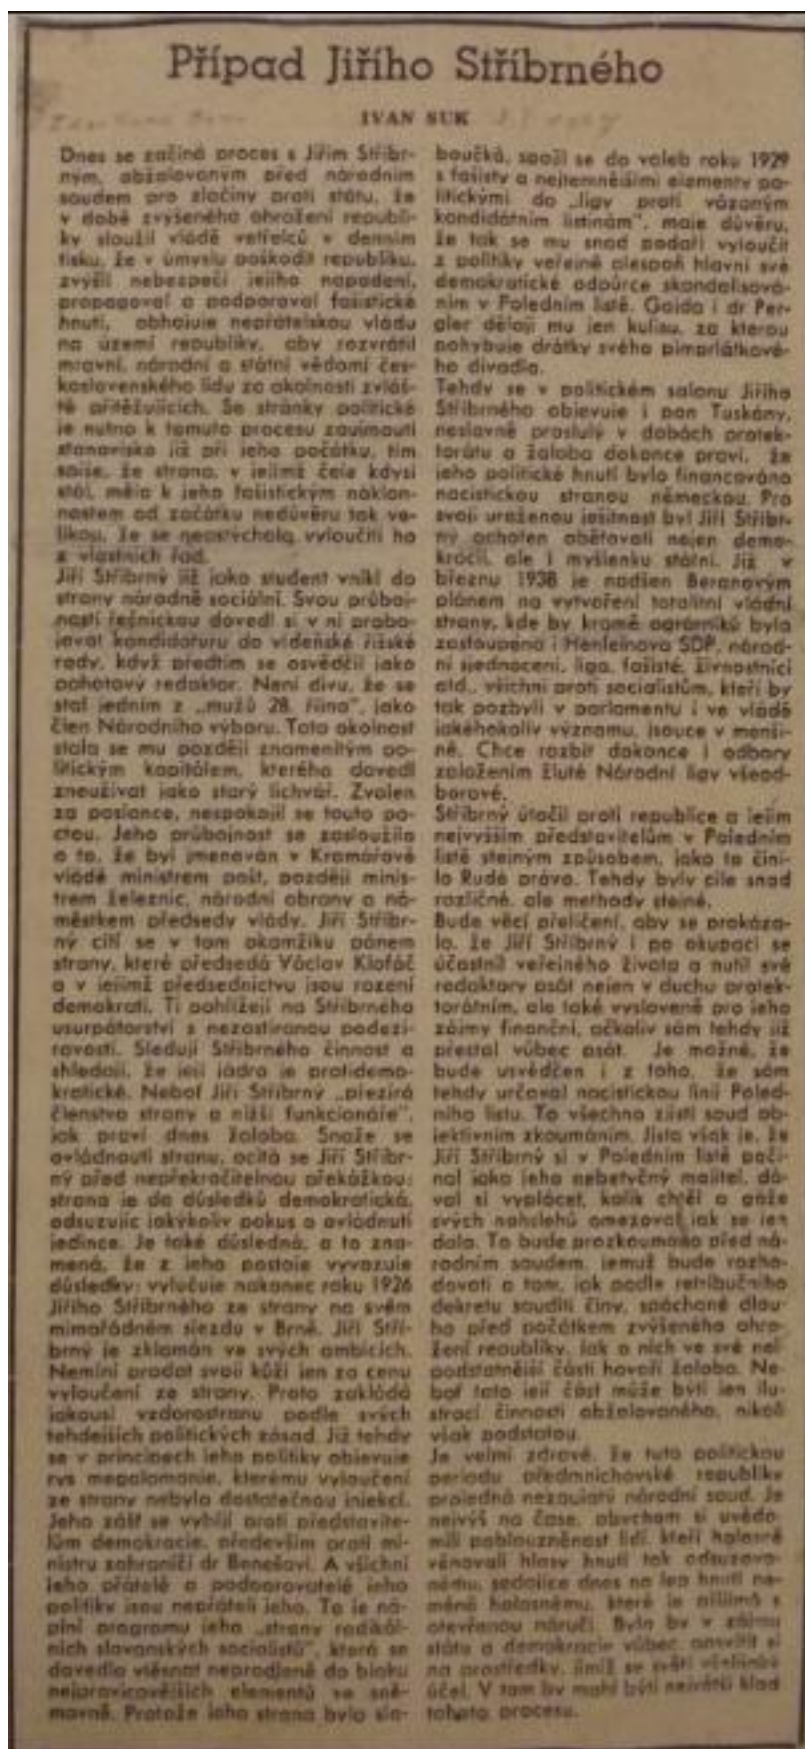 Případ Jiřího Stříbrného
IVAN SUK
Dnes se začíná proces s Jiřím Stříbr-
ným, obžalovaným před národním
soudem pro zločiny proti státu, že
v době zvýšeného ohrožení republi-
ky sloužil vládě vetřelců v denním
tisku, že v úmyslu poškodit republiku,
zvýšil nebezpečí jejího napadení,
propagoval a podporoval fašistické
hnutí, obhajuje nepřátelskou vládu
na území republiky, aby rozvrátil
mravní, národní a státní vědomí čes-
koslovenského lidu za okolností zvláš-
tě přitěžujících. Se stránky politické
je nutno k tomuto procesu zaujmouti
stanovisko již při jeho počátku, tím
spíše, že strana, v jejímž čele kdysi
stál, měla k jeho fašistickým náklon-
nostem od začátku nedůvěru tak ve-
likou, že se neostýchala vyloučiti ho
z vlastních řad.
Jiří Stříbrný již jako student vnikl do
strany národně sociální. Svou průboj-
ností řečnickou dovedl si v ní probo-
jovat kandidaturu do vídeňské říšské
rady, když předtím se osvědčil jako
pohotový redaktor. Není divu, že se
stal jedním z „mužů 28. října", jako
člen Národního výboru. Tato okolnost
stala se mu později znamenitým po-
litickým kapitálem, kterého dovedl
zneužívat jako starý lichvář. Zvolen
za poslance, nespokojil se touto po-
ctou. Jeho průbojnost se zasloužila
o to, že byl jmenován v Kramářově
vládě ministrem pošt, později minis-
trem železnic, národní obrany a ná-
městkem předsedy vlády. Jiří Stříbr-
ný cítí se v tom okamžiku pánem
strany, které předsedá Václav Klofáč
a v jejímž předsednictvu jsou rození
demokrati. Ti pohlížejí na Stříbrného
usurpátorství s nezastíranou podezí-
ravostí. Sledují Stříbrného činnost a
shledají, že její jádro je protidemo-
kratické. Neboť Jiří Stříbrný „přezírá
členstvo strany a nižší funkcionáře",
jak praví dnes žaloba. Snaže se
ovládnouti stranu, ocitá se Jiří Stříbr-
ný před nepřekročitelnou překážkou:
strana je do důsledků demokratická,
odsuzujíc jakýkoliv pokus o ovládnutí
jedince. Je také důsledná, a to zna-
mená, že z jeho postoje vyvozuje
důsledky: vylučuje nakonec roku 1926
Jiřího Stříbrného ze strany na svém
mimořádném sjezdu v Brně. Jiří Stří-
brný je zklamán ve svých ambicích.
Nemíní prodat svoji kůži jen za cenu
vyloučení ze strany. Proto zakládá
jakousi vzdorostranu podle svých
tehdejších politických zásad. Již tehdy
se v principech jeho politiky objevuje
rys megalomanie, kterému vyloučení
ze strany nebylo dostatečnou injekcí.
Jeho zášť se vybíjí proti představite-
lům demokracie, především proti mi-
nistru zahraničí dr Benešovi. A všichni
jeho přátelé a podporovatelé jeho
politiky jsou nepřáteli jeho. To je ná-
plní programu jeho „strany radikál-
ních slovanských socialistů", která se
dovedla vtěsnat neprodleně do bloku
nejpravicovějších elementů ve sně-
movně. Protože jeho strana byla sla-
boučká, spojil se do voleb roku 1929
s fašisty a nejtemnějšími elementy po-
litickými do „ligy proti vázaným
kandidátním listinám", maje důvěru,
že tak se mu snad podaří vyloučit
z politiky veřejné alespoň hlavní své
demokratické odpůrce skandalisová-
ním v Poledním listě. Gajda i dr Per-
gler dělají mu jen kulisu, za kterou
pohybuje drátky svého pimprlátkové-
ho divadla.
Tehdy se v politickém salonu Jiřího
Stříbrného objevuje i pan Tuskány,
neslavně proslulý v dobách protek-
torátu a žaloba dokonce praví, že
jeho politické hnutí bylo financováno
nacistickou stranou německou. Pro
svoji uraženou ješitnost byl Jiří Stříbr-
ný ochoten obětovati nejen demo-
kracii, ale i myšlenku státní. Již v
březnu 1938 je nadšen Beranovým
plánem na vytvoření totalitní vládní
strany, kde by kromě agrárníků byla
zastoupena i Henleinova SDP, národ-
ní sjednocení, liga, fašisté, živnostníci
atd., všichni proti socialistům, kteří by
tak pozbyli v parlamentu i ve vládě
jakéhokoliv významu, jsouce v menši-
ně. Chce rozbít dokonce i odbory
založením žluté Národní ligy všeod-
borové.
Stříbrný útočil proti republice a jejím
nejvyšším představitelům v Poledním
listě stejným způsobem, jako to čini-
lo Rudé právo. Tehdy byly cíle snad
rozličné, ale methody stejné.
Bude věcí přelíčení, aby se prokáza-
lo, že Jiří Stříbrný i po okupaci se
účastnil veřejného života a nutil své
redaktory psát nejen v duchu protek-
torátním, ale také vysloveně pro jeho
zájmy finanční, ačkoliv sám tehdy již
přestal vůbec psát. Je možné, že
bude usvědčen i z toho, že sám
tehdy určoval nacistickou linii Poled-
ního listu. To všechno zjistí soud ob-
jektivním zkoumáním. Jisto však je, že
Jiří Stříbrný si v Poledním listě počí-
nal jako jeho nebetyčný majitel, dá-
val si vyplácet, kolik chtěl a gáže
svých nohsledů omezoval jak se jen
dalo. To bude prozkoumáno před ná-
rodním soudem, jemuž bude rozho-
dovati o tom, jak podle retribučního
dekretu souditi činy, spáchané dlou-
ho před počátkem zvýšeného ohro-
žení republiky, jak o nich ve své nej-
podstatnější části hovoří žaloba. Ne-
boť tato její část může býti jen ilu-
strací činnosti obžalovaného, nikoli
však podstatou.
Je velmi zdravé, že tuto politickou
periodu předmnichovské republiky
projedná nezaujatý národní soud. Je
nejvýš na čase, abychom si uvědo-
mili poblouzněnost lidí, kteří halasně
věnovali hlasy hnutí tak odsuzova-
nému, sedajíce dnes na lep hnutí ne-
méně halasnému, které je přijímá s
otevřenou náručí. Bylo by v zájmu
státu a demokracie vůbec posvítit si
na prostředky, jimiž se světí všelijaký
účel. V tom by mohl býti největší klad
tohoto procesu.